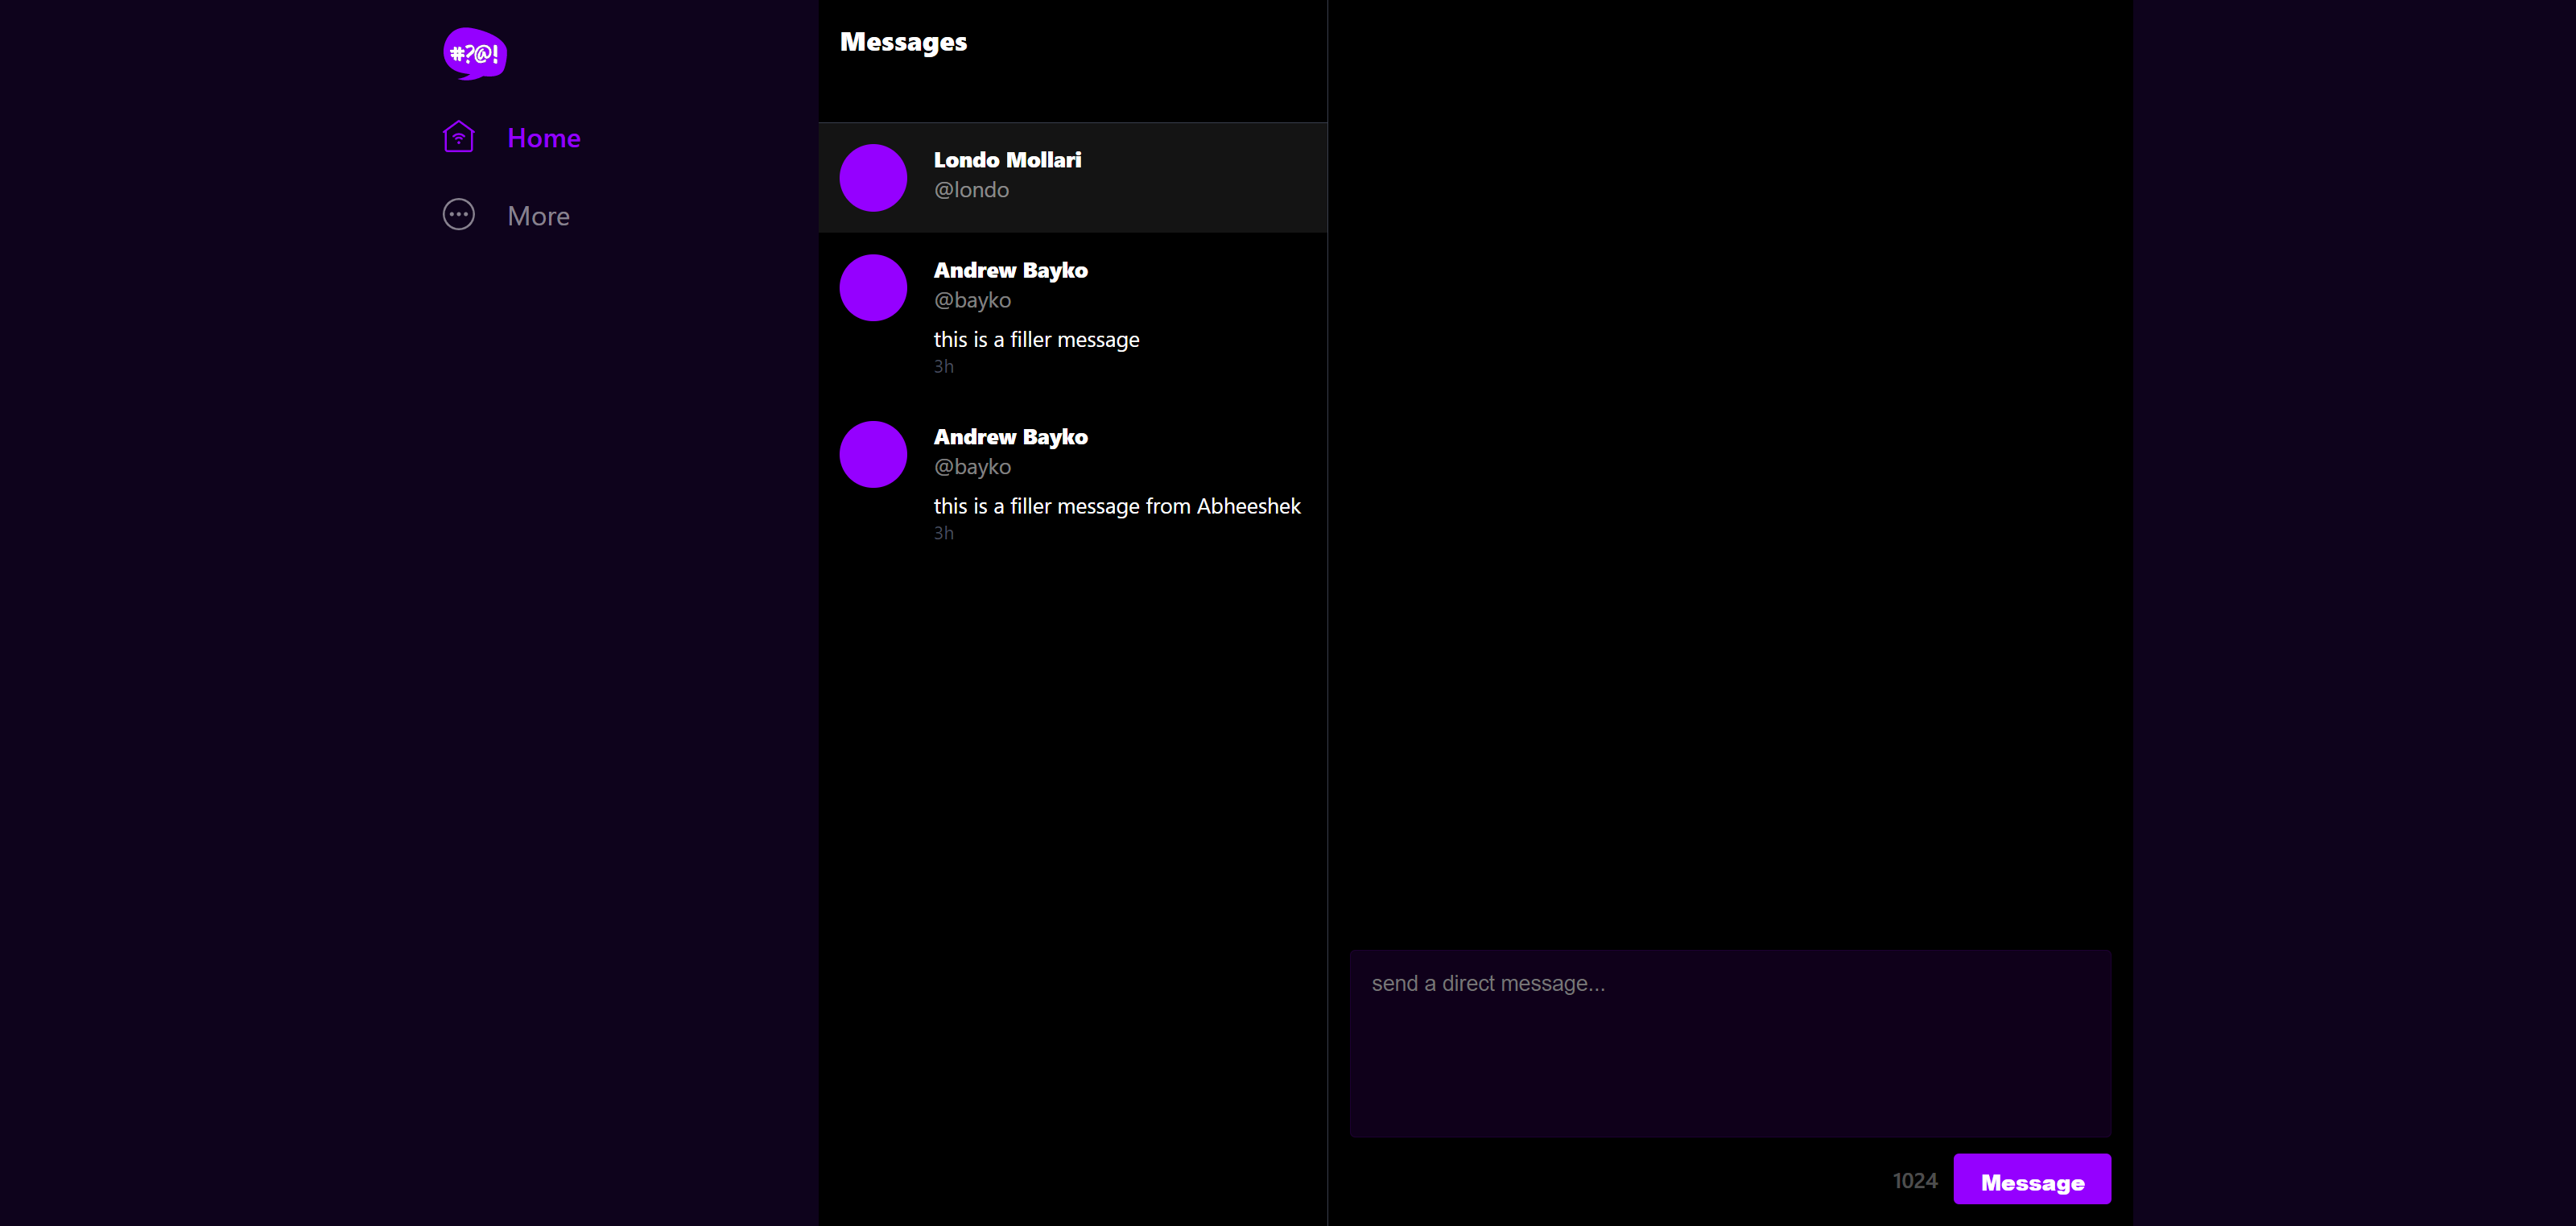 #?@!
Home
More
Messages
Londo Mollari
@londo
Andrew Bayko
@bayko
this is a filler message
3h
Andrew Bayko
@bayko
this is a filler message from Abheeshek
3h
send a direct message...
1024
Message